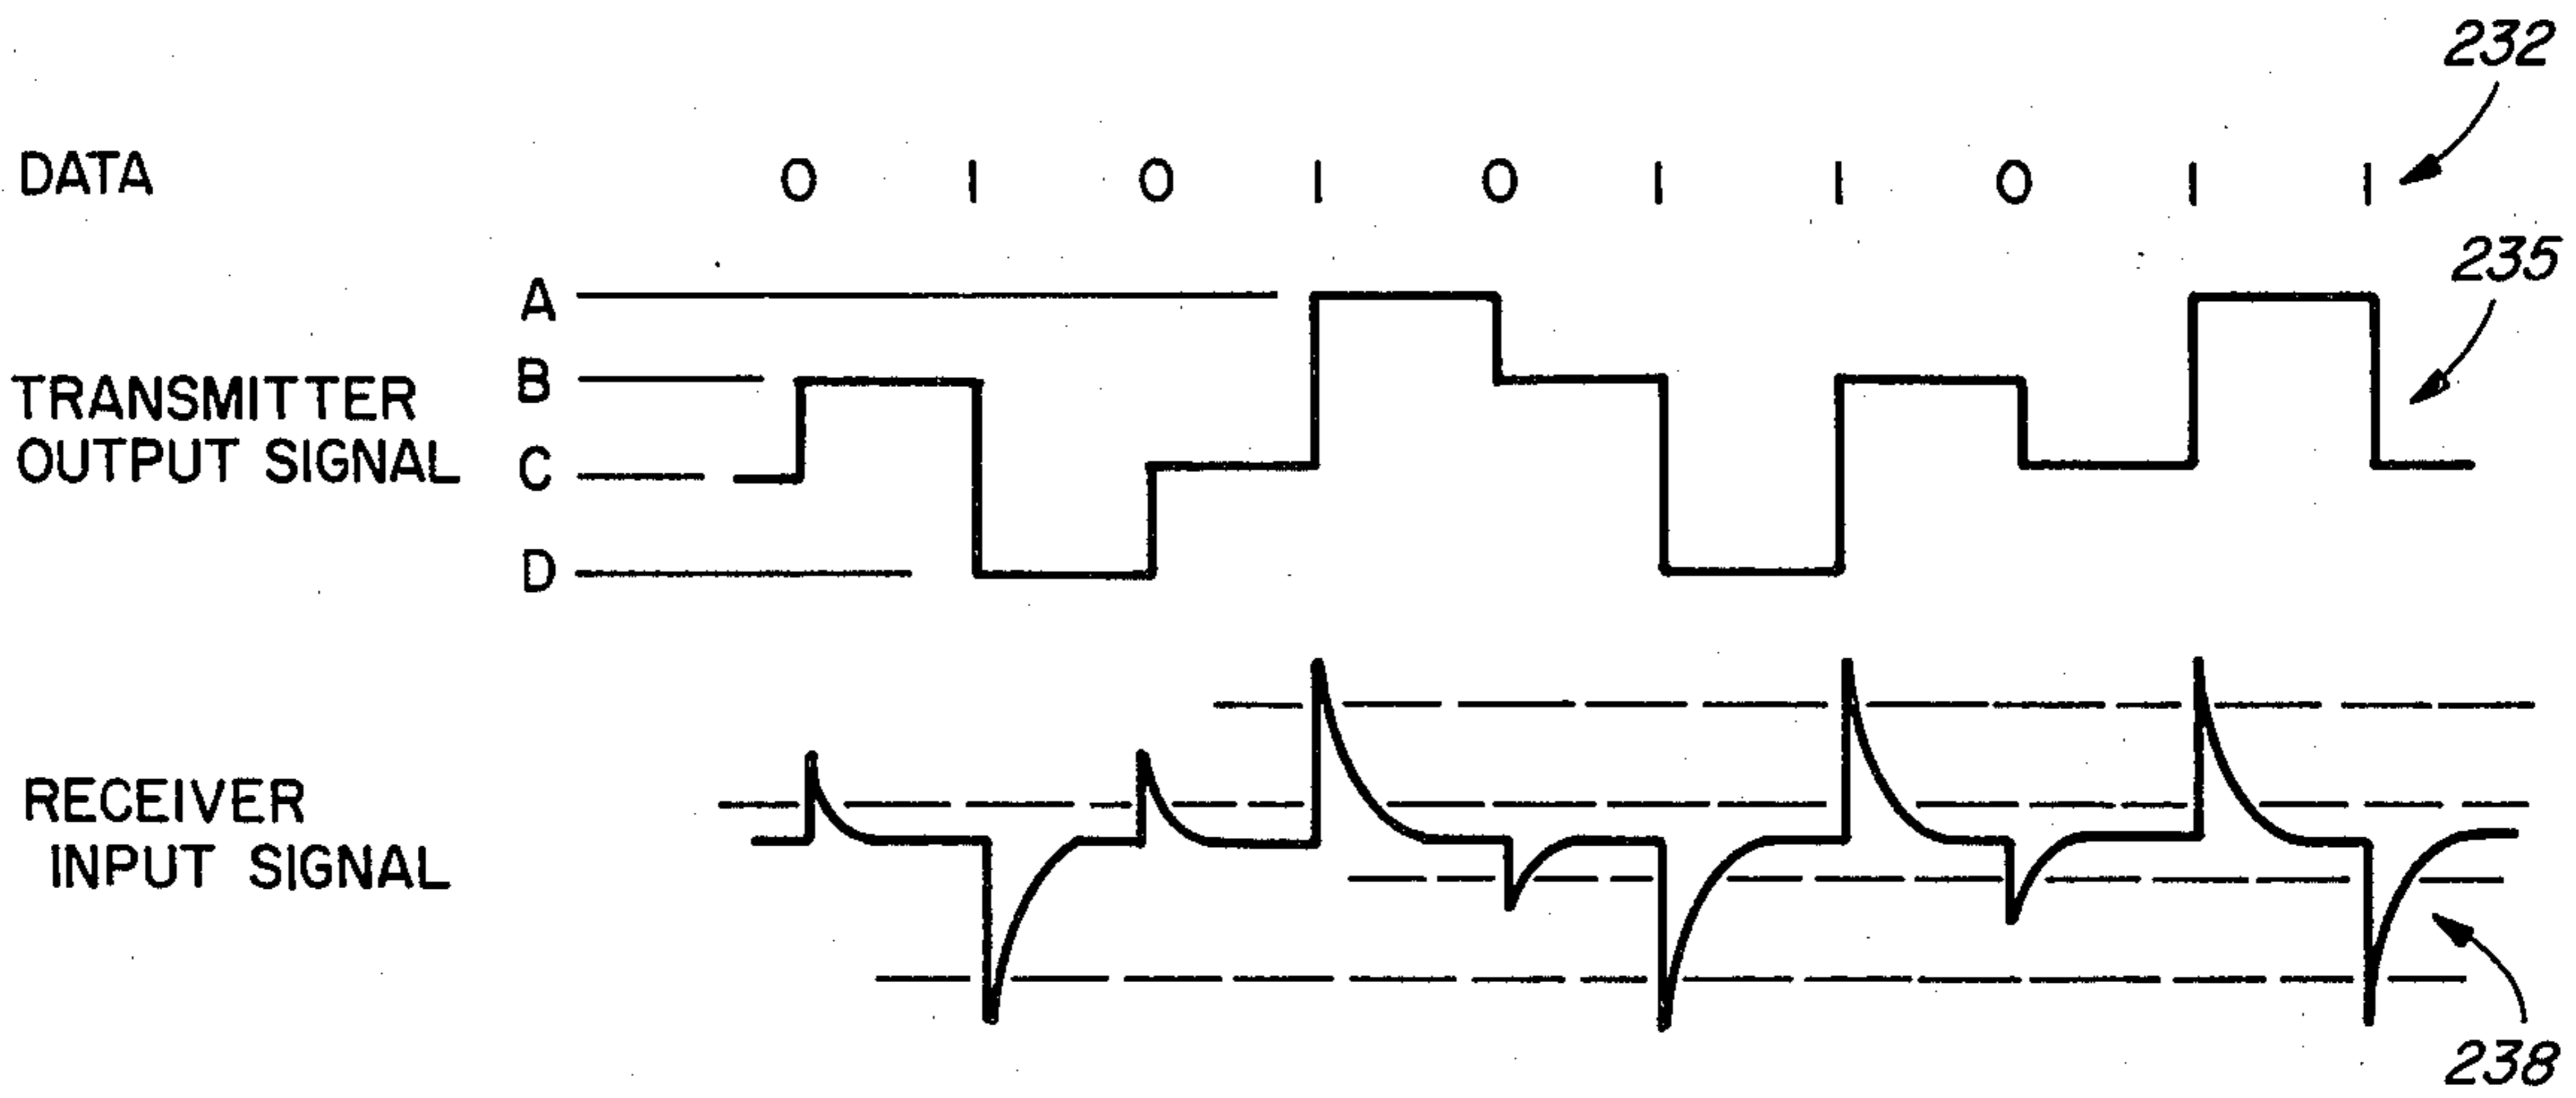 232
DATA 0 1 0 1 0 1 1 0 1 1
235
A
B
TRANSMITTER
OUTPUT SIGNAL
C
D
RECEIVER
INPUT SIGNAL
238